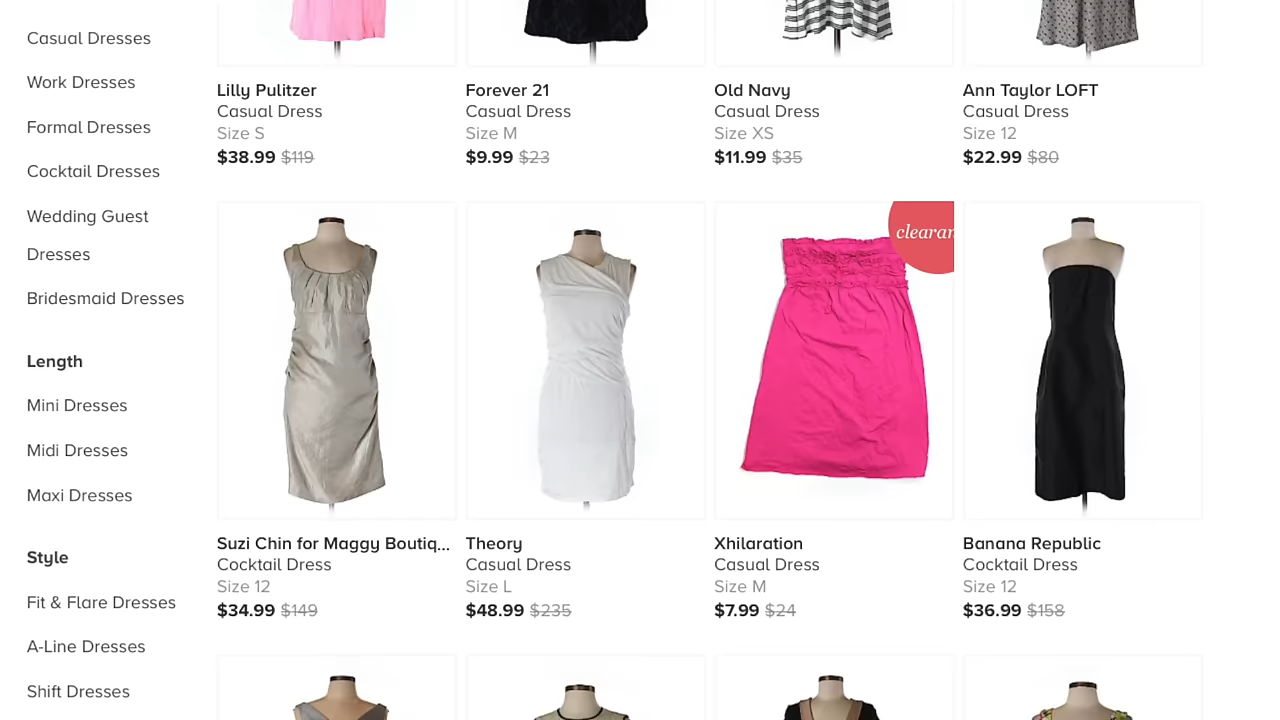 Casual Dresses
Work Dresses
Formal Dresses
Cocktail Dresses
Wedding Guest
Dresses
Bridesmaid Dresses
Length
Mini Dresses
Midi Dresses
Maxi Dresses
Style
Fit & Flare Dresses
A-Line Dresses
Shift Dresses
Lilly Pulitzer
Casual Dress
Size S
$38.99 $119
Forever 21
Casual Dress
Size M
$9.99 $23
Old Navy
Casual Dress
Size XS
$11.99 $35
Ann Taylor LOFT
Casual Dress
Size 12
$22.99 $80
Suzi Chin for Maggy Boutiq...
Cocktail Dress
Size 12
$34.99 $149
Theory
Casual Dress
Size L
$48.99 $235
clearan
Xhilaration
Casual Dress
Size M
$7.99 $24
Banana Republic
Cocktail Dress
Size 12
$36.99 $158